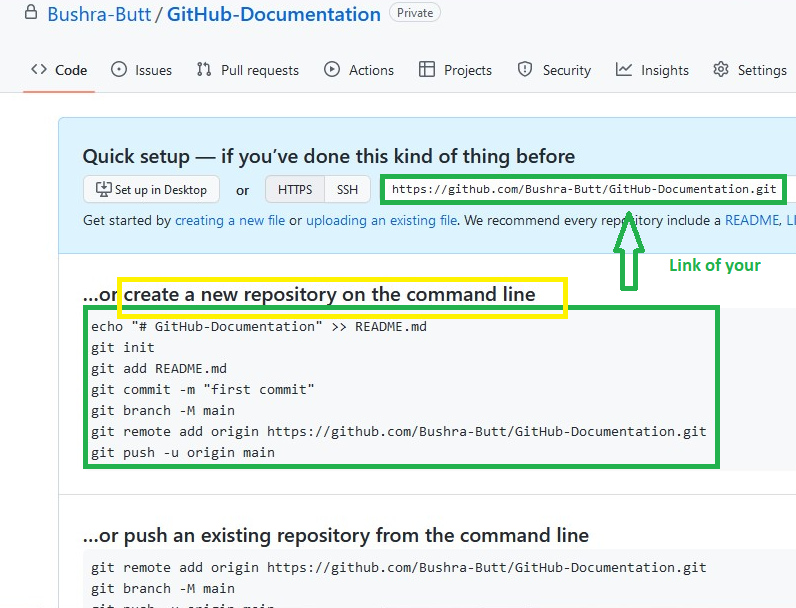 Bushra-Butt / GitHub-Documentation Private
Code Issues Pull requests Actions Projects Security Insights Settings
Quick setup — if you've done this kind of thing before
Set up in Desktop or HTTPS SSH https://github.com/Bushra-Butt/GitHub-Documentation.git
Get started by creating a new file or uploading an existing file. We recommend every repository include a README,
Link of your
...or create a new repository on the command line
echo "# GitHub-Documentation" >> README.md
git init
git add README.md
git commit -m "first commit"
git branch -M main
git remote add origin https://github.com/Bushra-Butt/GitHub-Documentation.git
git push -u origin main
...or push an existing repository from the command line
git remote add origin https://github.com/Bushra-Butt/GitHub-Documentation.git
git branch -M main
git push -u origin main